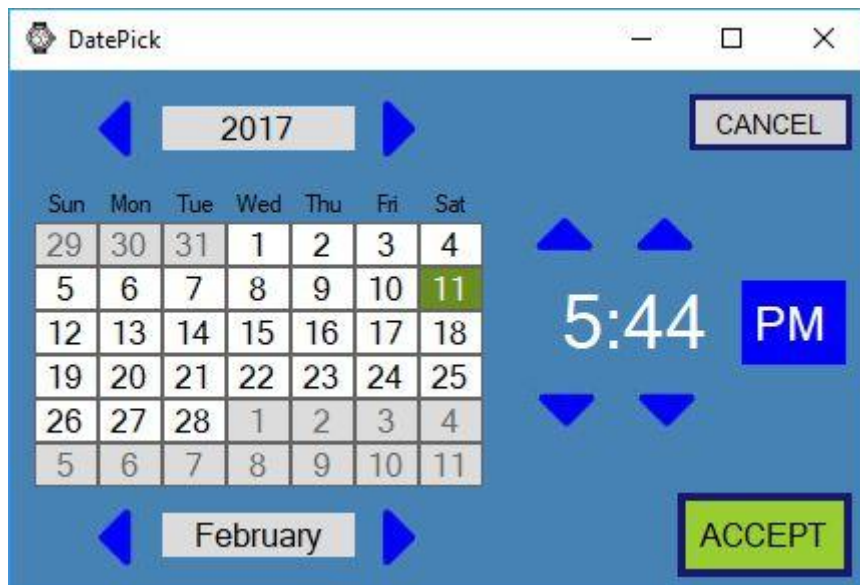 DatePick
2017
CANCEL
Sun Mon Tue Wed Thu Fri Sat
29 30 31 1 2 3 4
5 6 7 8 9 10 11
12 13 14 15 16 17 18
19 20 21 22 23 24 25
26 27 28 1 2 3 4
5 6 7 8 9 10 11
5:44 PM
February
ACCEPT